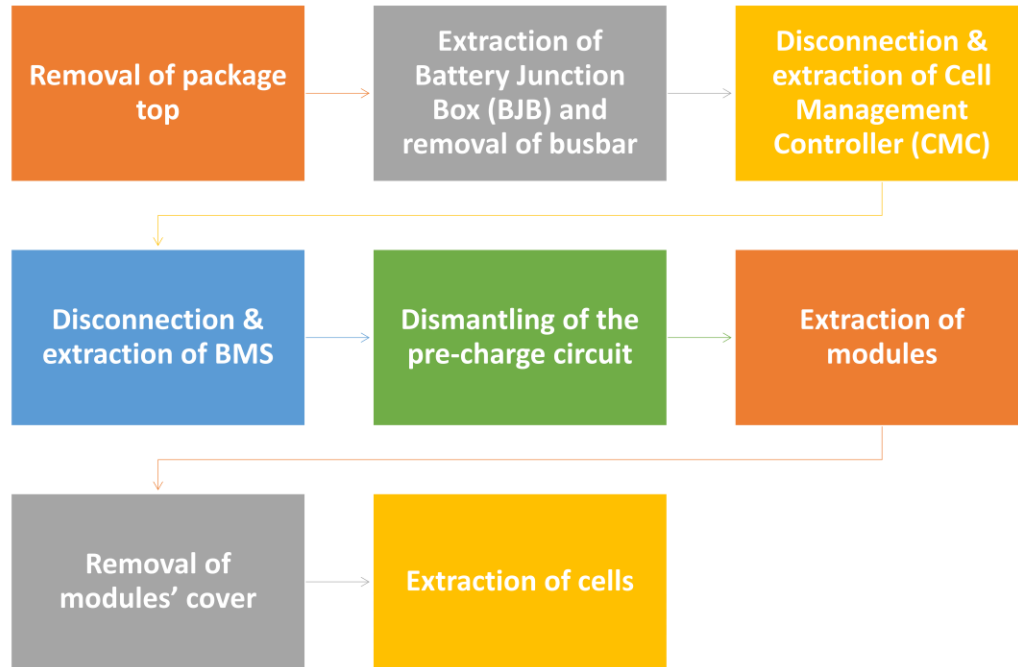 Removal of package
top
Extraction of
Battery Junction
Box (BJB) and
removal of busbar
Disconnection &
extraction of Cell
Management
Controller (CMC)
Disconnection &
extraction of BMS
Dismantling of the
pre-charge circuit
Extraction of
modules
Removal of
modules’ cover
Extraction of cells